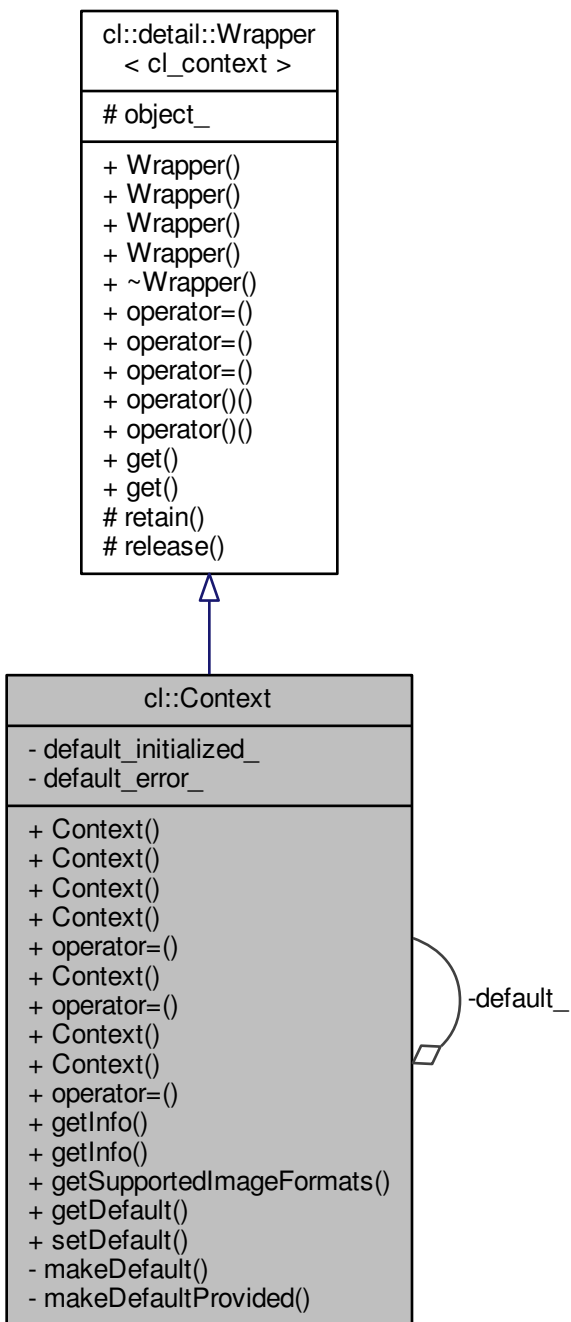 cl::detail::Wrapper
< cl_context >
# object_
+ Wrapper()
+ Wrapper()
+ Wrapper()
+ Wrapper()
+ ~Wrapper()
+ operator=()
+ operator=()
+ operator=()
+ operator()()
+ operator()()
+ get()
+ get()
# retain()
# release()
cl::Context
- default_initialized_
- default_error_
+ Context()
+ Context()
+ Context()
+ Context()
+ operator=()
+ Context()
+ operator=()
+ Context()
+ Context()
+ operator=()
+ getInfo()
+ getInfo()
+ getSupportedImageFormats()
+ getDefault()
+ setDefault()
- makeDefault()
- makeDefaultProvided()
-default_